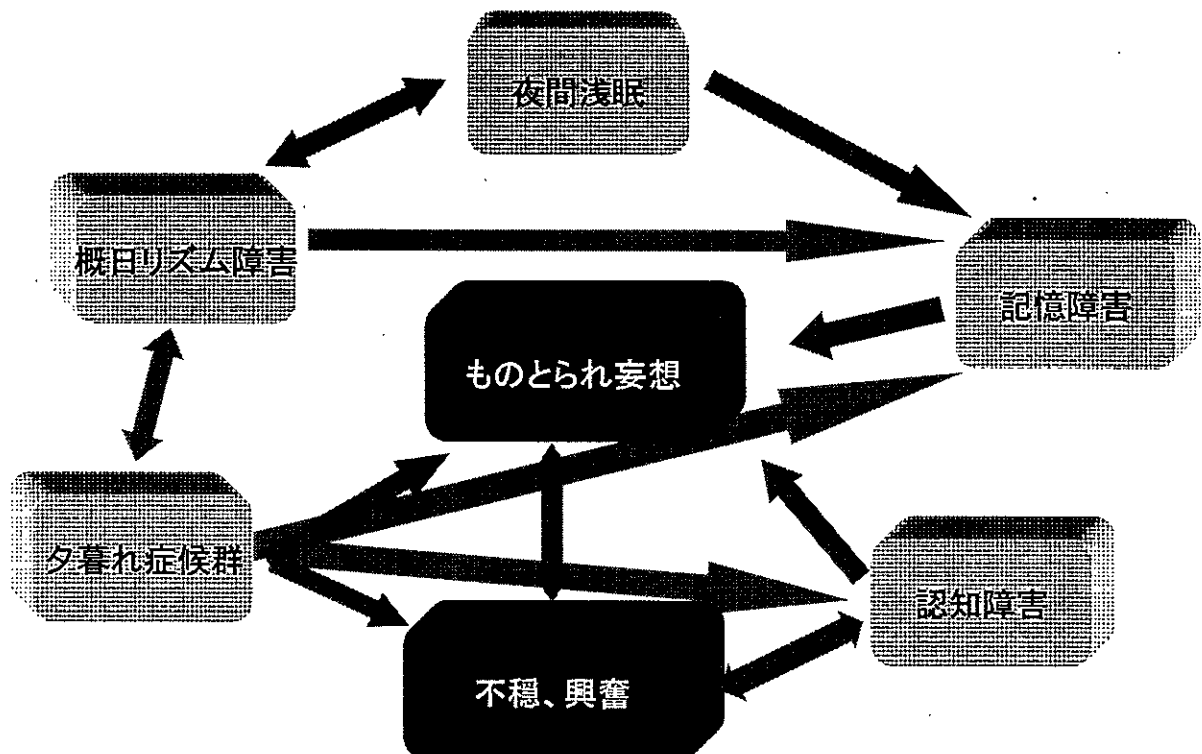 夜間浅眠
概日リズム障害
記憶障害
ものとられ妄想
夕暮れ症候群
認知障害
不穏、興奮